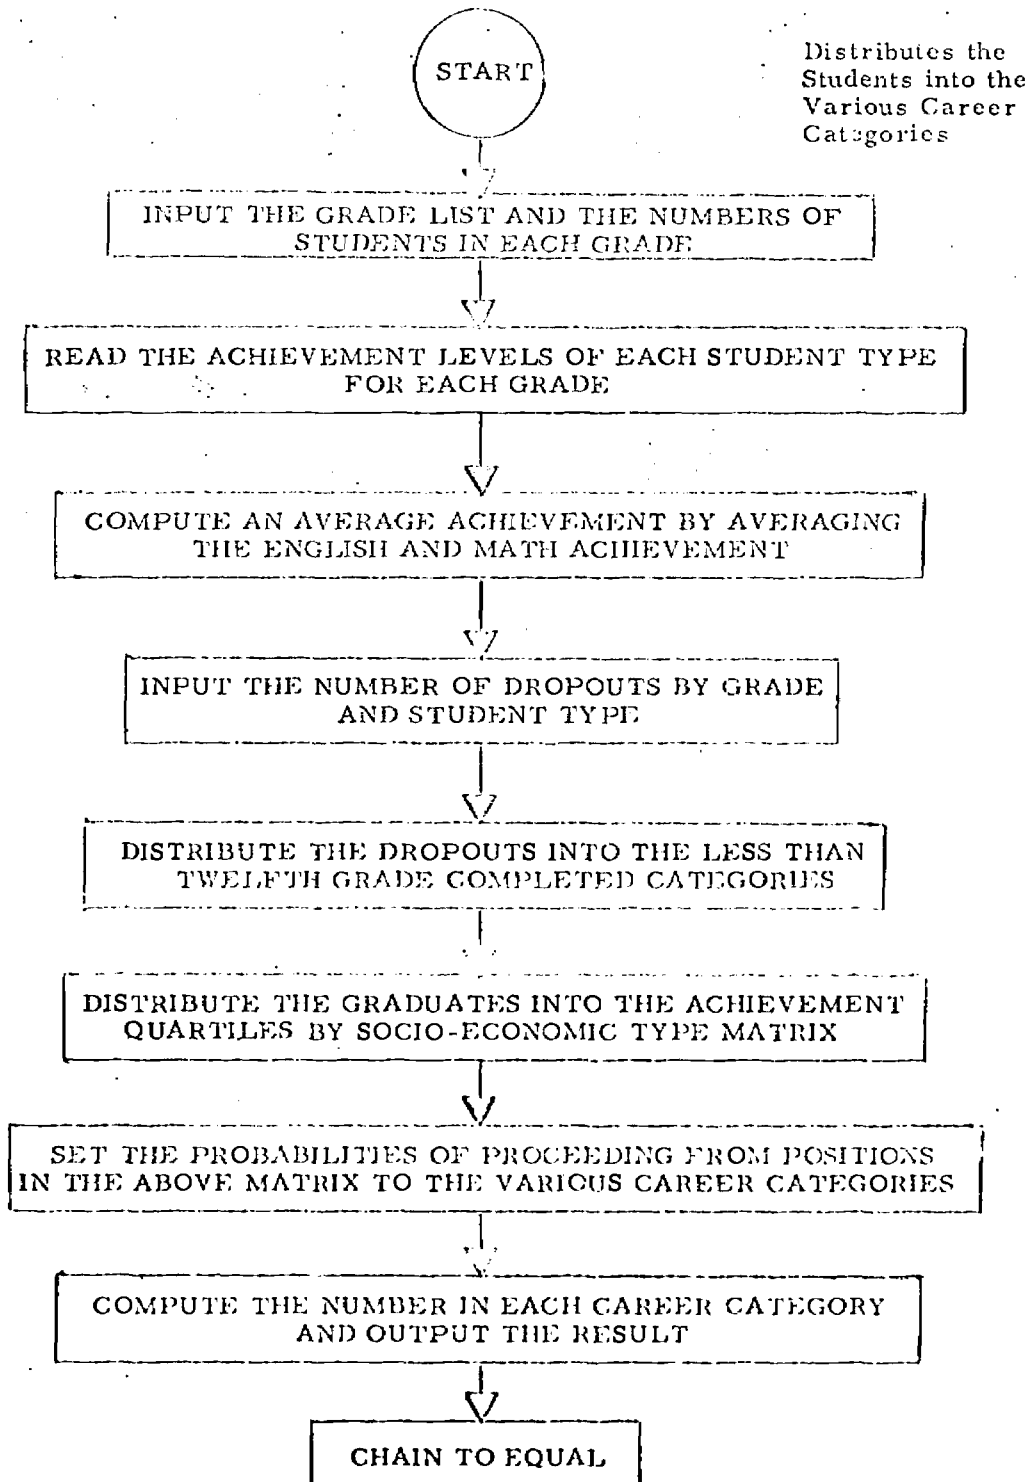 START
Distributes the
Students into the
Various Career
Categories
INPUT THE GRADE LIST AND THE NUMBERS OF
STUDENTS IN EACH GRADE
READ THE ACHIEVEMENT LEVELS OF EACH STUDENT TYPE
FOR EACH GRADE
COMPUTE AN AVERAGE ACHIEVEMENT BY AVERAGING
THE ENGLISH AND MATH ACHIEVEMENT
INPUT THE NUMBER OF DROPOUTS BY GRADE
AND STUDENT TYPE
DISTRIBUTE THE DROPOUTS INTO THE LESS THAN
TWELFTH GRADE COMPLETED CATEGORIES
DISTRIBUTE THE GRADUATES INTO THE ACHIEVEMENT
QUARTILES BY SOCIO-ECONOMIC TYPE MATRIX
SET THE PROBABILITIES OF PROCEEDING FROM POSITIONS
IN THE ABOVE MATRIX TO THE VARIOUS CAREER CATEGORIES
COMPUTE THE NUMBER IN EACH CAREER CATEGORY
AND OUTPUT THE RESULT
CHAIN TO EQUAL